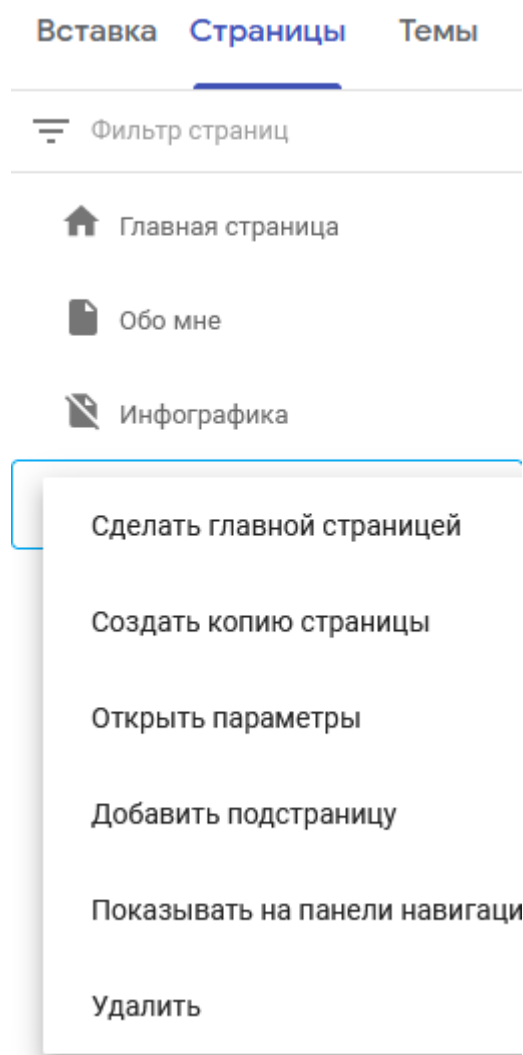 Вставка Страницы Темы
Фильтр страниц
Главная страница
Обо мне
Инфографика
Сделать главной страницей
Создать копию страницы
Открыть параметры
Добавить подстраницу
Показывать на панели навигаци
Удалить